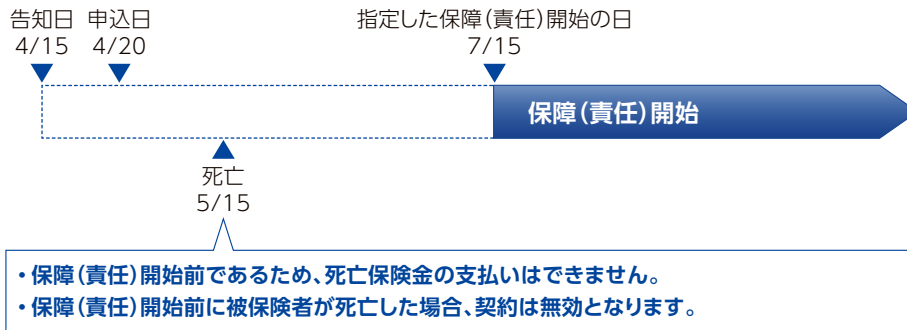 告知日 申込日 指定した保障(責任)開始の日
4/15 4/20 7/15
保障(責任)開始
死亡
5/15
・保障(責任)開始前であるため、死亡保険金の支払いはできません。
・保障(責任)開始前に被保険者が死亡した場合、契約は無効となります。